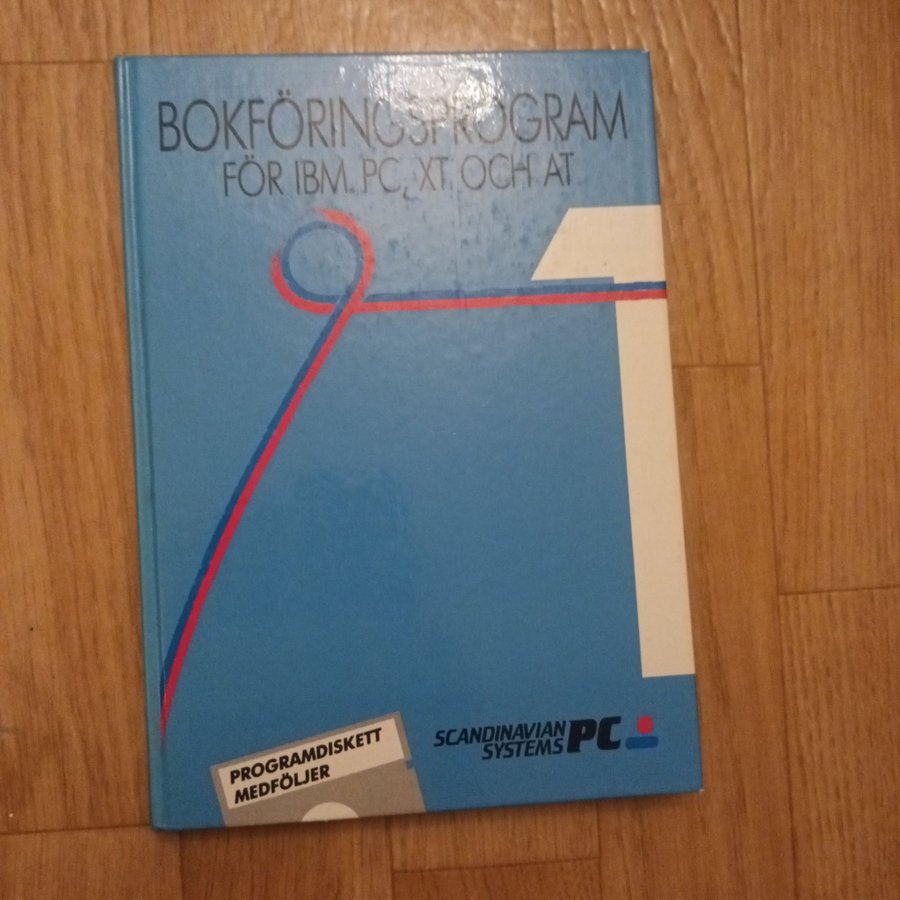 BOKFÖRINGSPROGRAM
FÖR IBM PC, XT OCH AT
1
PROGRAMDISKETT
MEDFÖLJER
SCANDINAVIAN
SYSTEMS PC